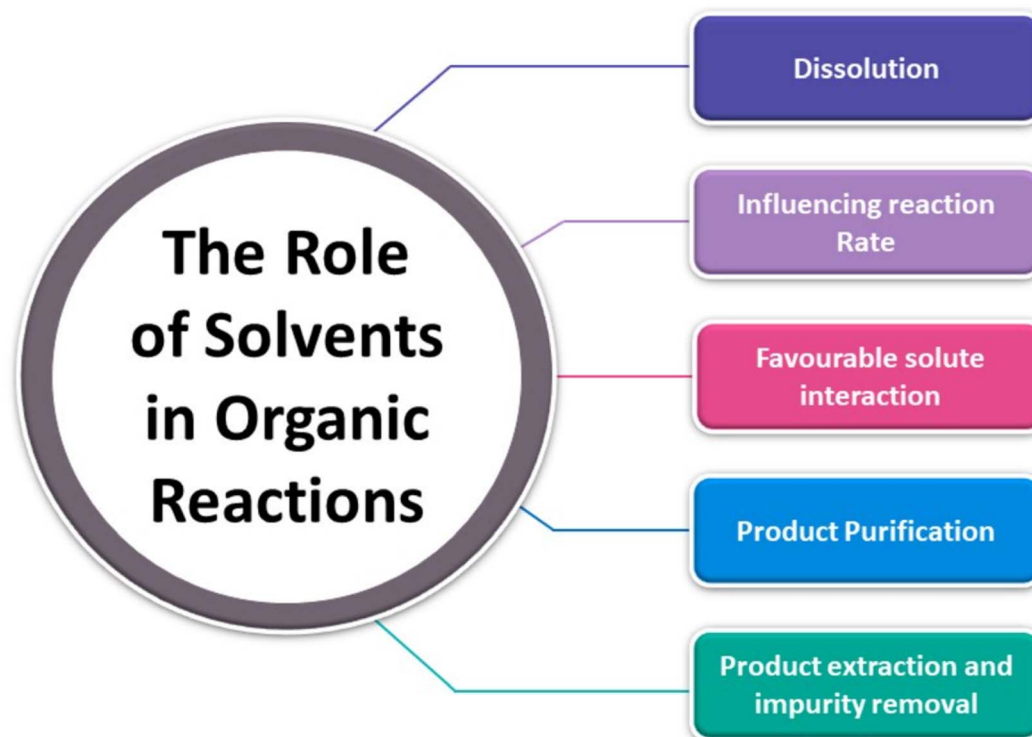 The Role
of Solvents
in Organic
Reactions
Dissolution
Influencing reaction
Rate
Favourable solute
interaction
Product Purification
Product extraction and
impurity removal